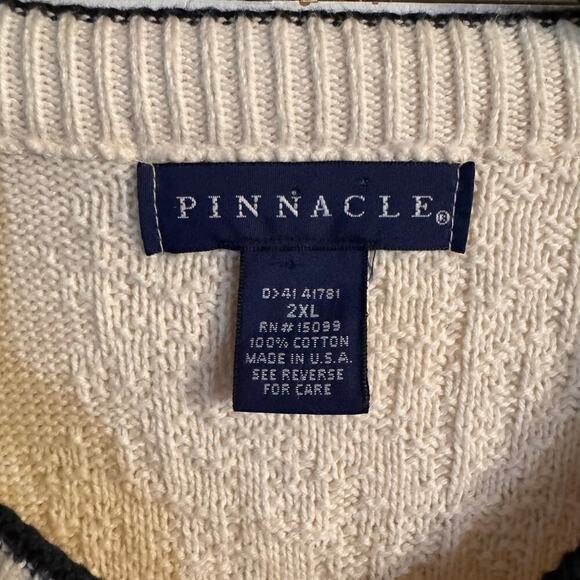 PINNACLE®
D>41 41781
2XL
RN#15099
100% COTTON
MADE IN U.S.A.
SEE REVERSE
FOR CARE